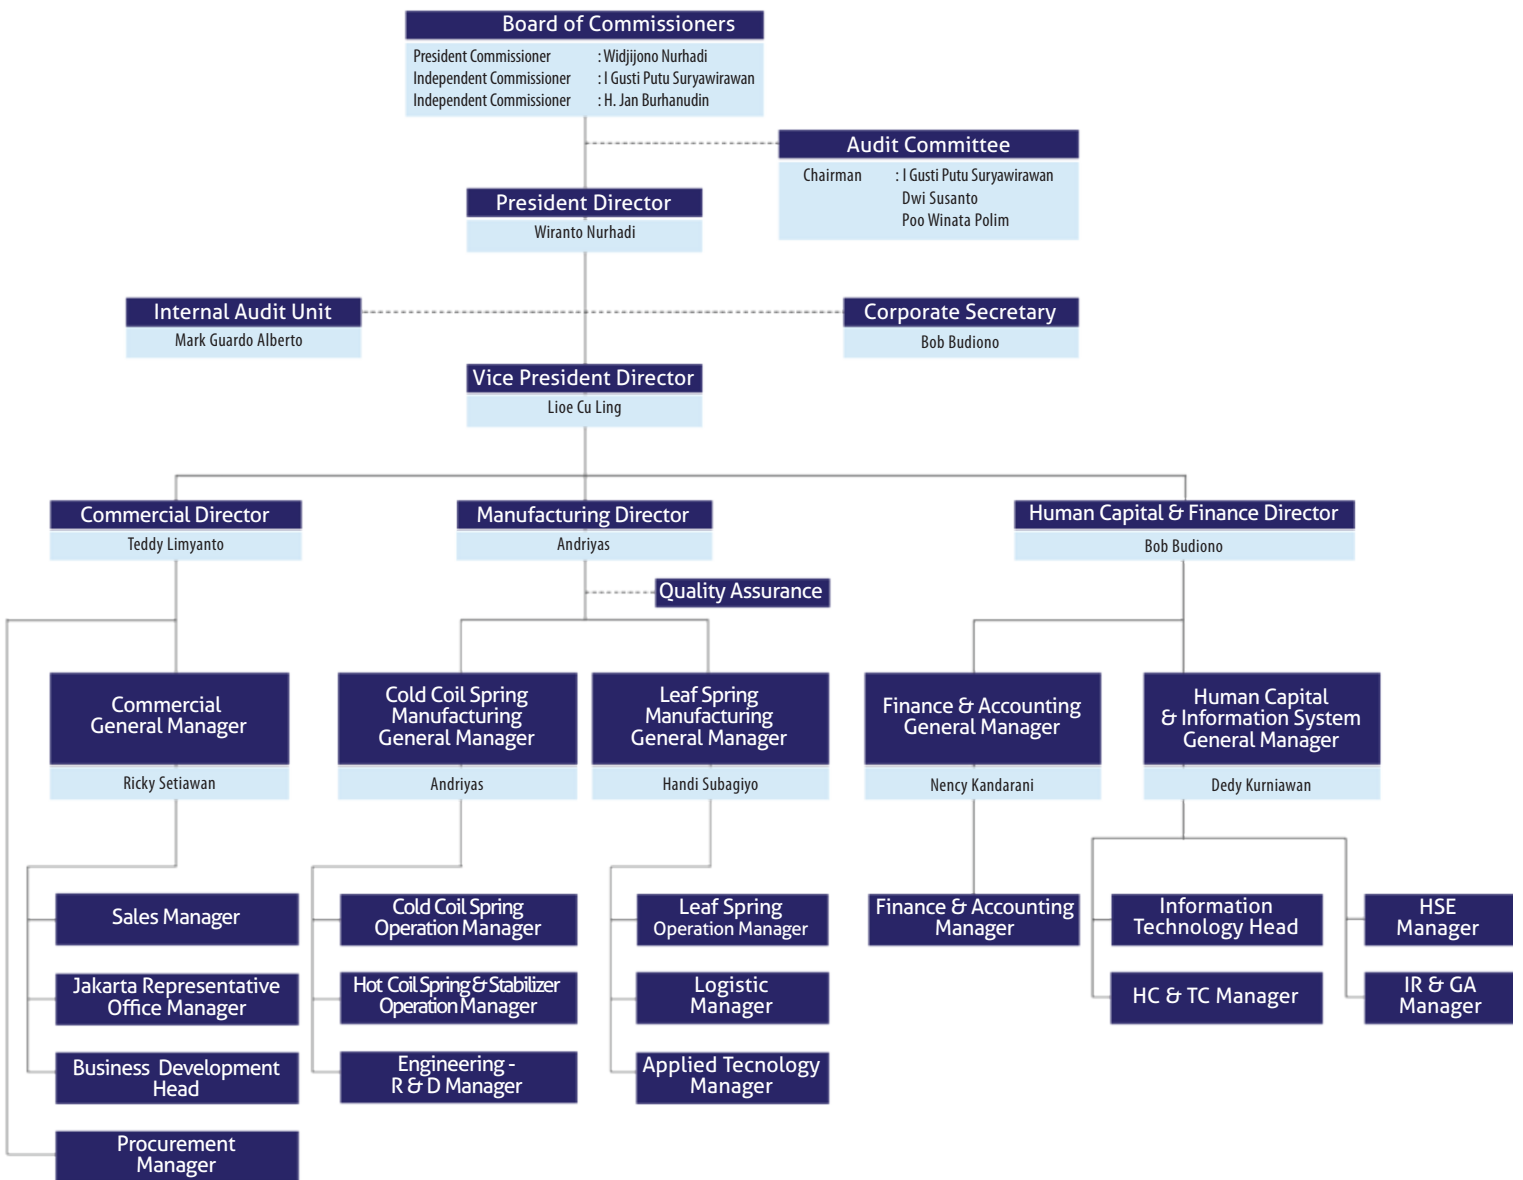 Board of Commissioners
President Commissioner : Widjijono Nurhadi
Independent Commissioner : I Gusti Putu Suryawirawan
Independent Commissioner : H. Jan Burhanudin
Audit Committee
Chairman : I Gusti Putu Suryawirawan
Dwi Susanto
Poo Winata Polim
President Director
Wiranto Nurhadi
Internal Audit Unit
Mark Guardo Alberto
Corporate Secretary
Bob Budiono
Vice President Director
Lioe Cu Ling
Commercial Director
Teddy Limyanto
Manufacturing Director
Andriyas
Human Capital & Finance Director
Bob Budiono
Quality Assurance
Commercial
General Manager
Ricky Setiawan
Cold Coil Spring
Manufacturing
General Manager
Andriyas
Leaf Spring
Manufacturing
General Manager
Handi Subagiyo
Finance & Accounting
General Manager
Nency Kandarani
Human Capital
& Information System
General Manager
Dedy Kurniawan
Sales Manager
Jakarta Representative
Office Manager
Business Development
Head
Procurement
Manager
Cold Coil Spring
Operation Manager
Hot Coil Spring & Stabilizer
Operation Manager
Engineering -
R & D Manager
Leaf Spring
Operation Manager
Logistic
Manager
Applied Tecnology
Manager
Finance & Accounting
Manager
Information
Technology Head
HC & TC Manager
HSE
Manager
IR & GA
Manager